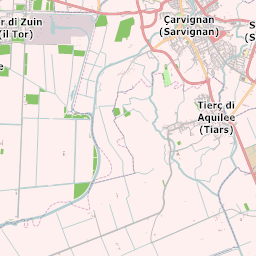 r di Zuin
(il Tor)
Çarvignan
(Sarvignan)
S
(S
Tierç di
Aquilee
(Tiars)